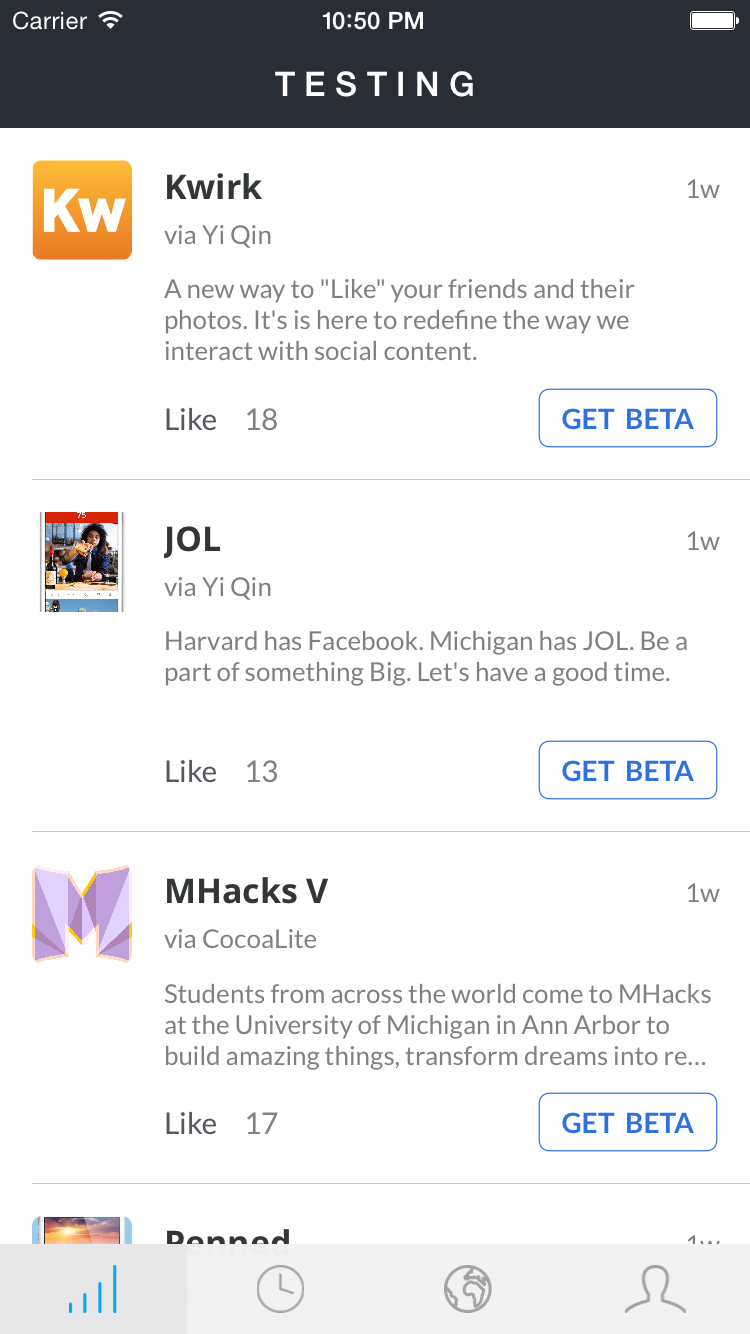 Carrier 10:50 PM
TESTING
Kw
Kwirk 1w
via Yi Qin
A new way to "Like" your friends and their
photos. It's is here to redefine the way we
interact with social content.
Like 18 GET BETA
75
JOL 1w
via Yi Qin
Harvard has Facebook. Michigan has JOL. Be a
part of something Big. Let's have a good time.
Like 13 GET BETA
MHacks V 1w
via CocoaLite
Students from across the world come to MHacks
at the University of Michigan in Ann Arbor to
build amazing things, transform dreams into re...
Like 17 GET BETA
Penned 1w